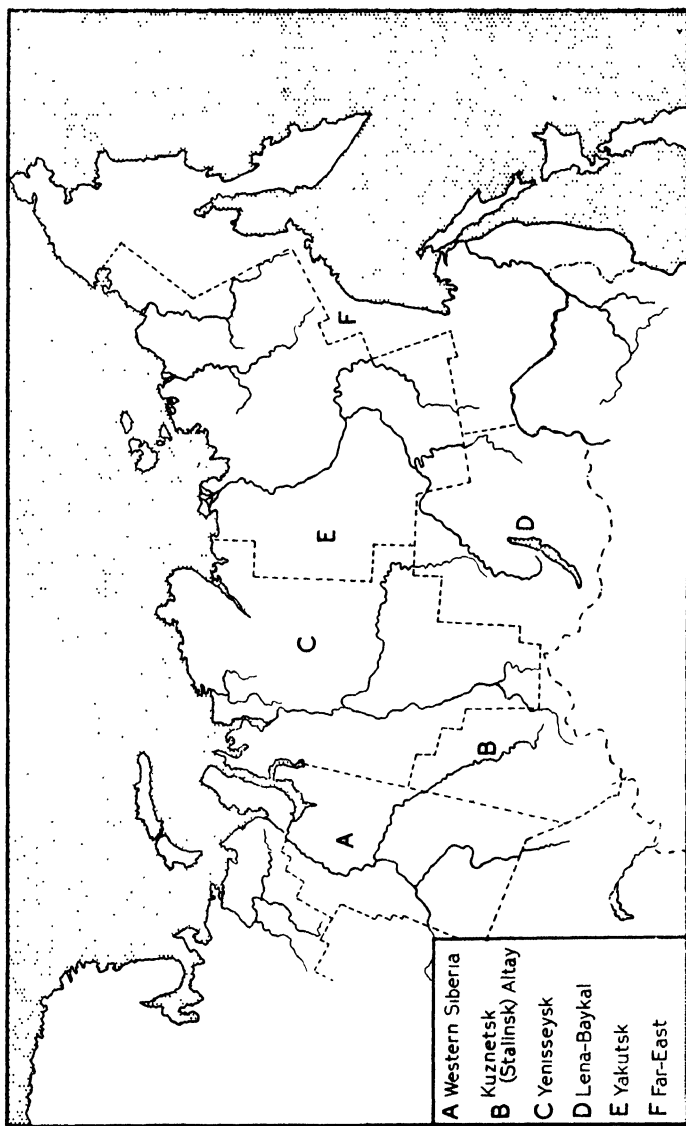 A
B
C
D
E
F
A Western Siberia
B Kuznetsk
(Stalinsk) Altay
C Yenisseysk
D Lena-Baykal
E Yakutsk
F Far-East